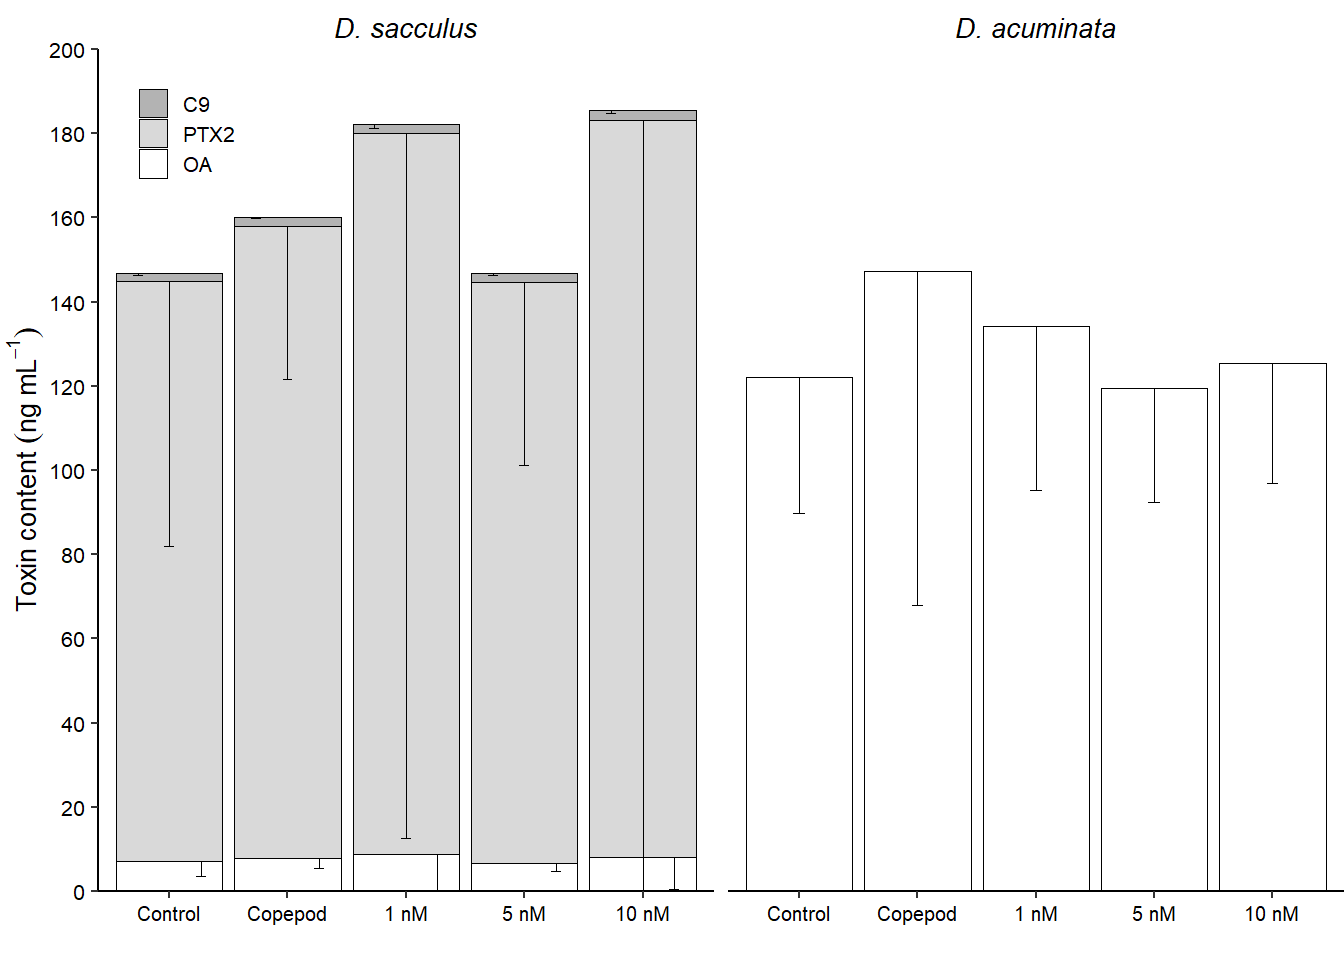 D. sacculus
D. acuminata
C9
PTX2
OA
Toxin content (ng mL⁻¹)
200
180
160
140
120
100
80
60
40
20
0
Control Copepod 1 nM 5 nM 10 nM
Control Copepod 1 nM 5 nM 10 nM